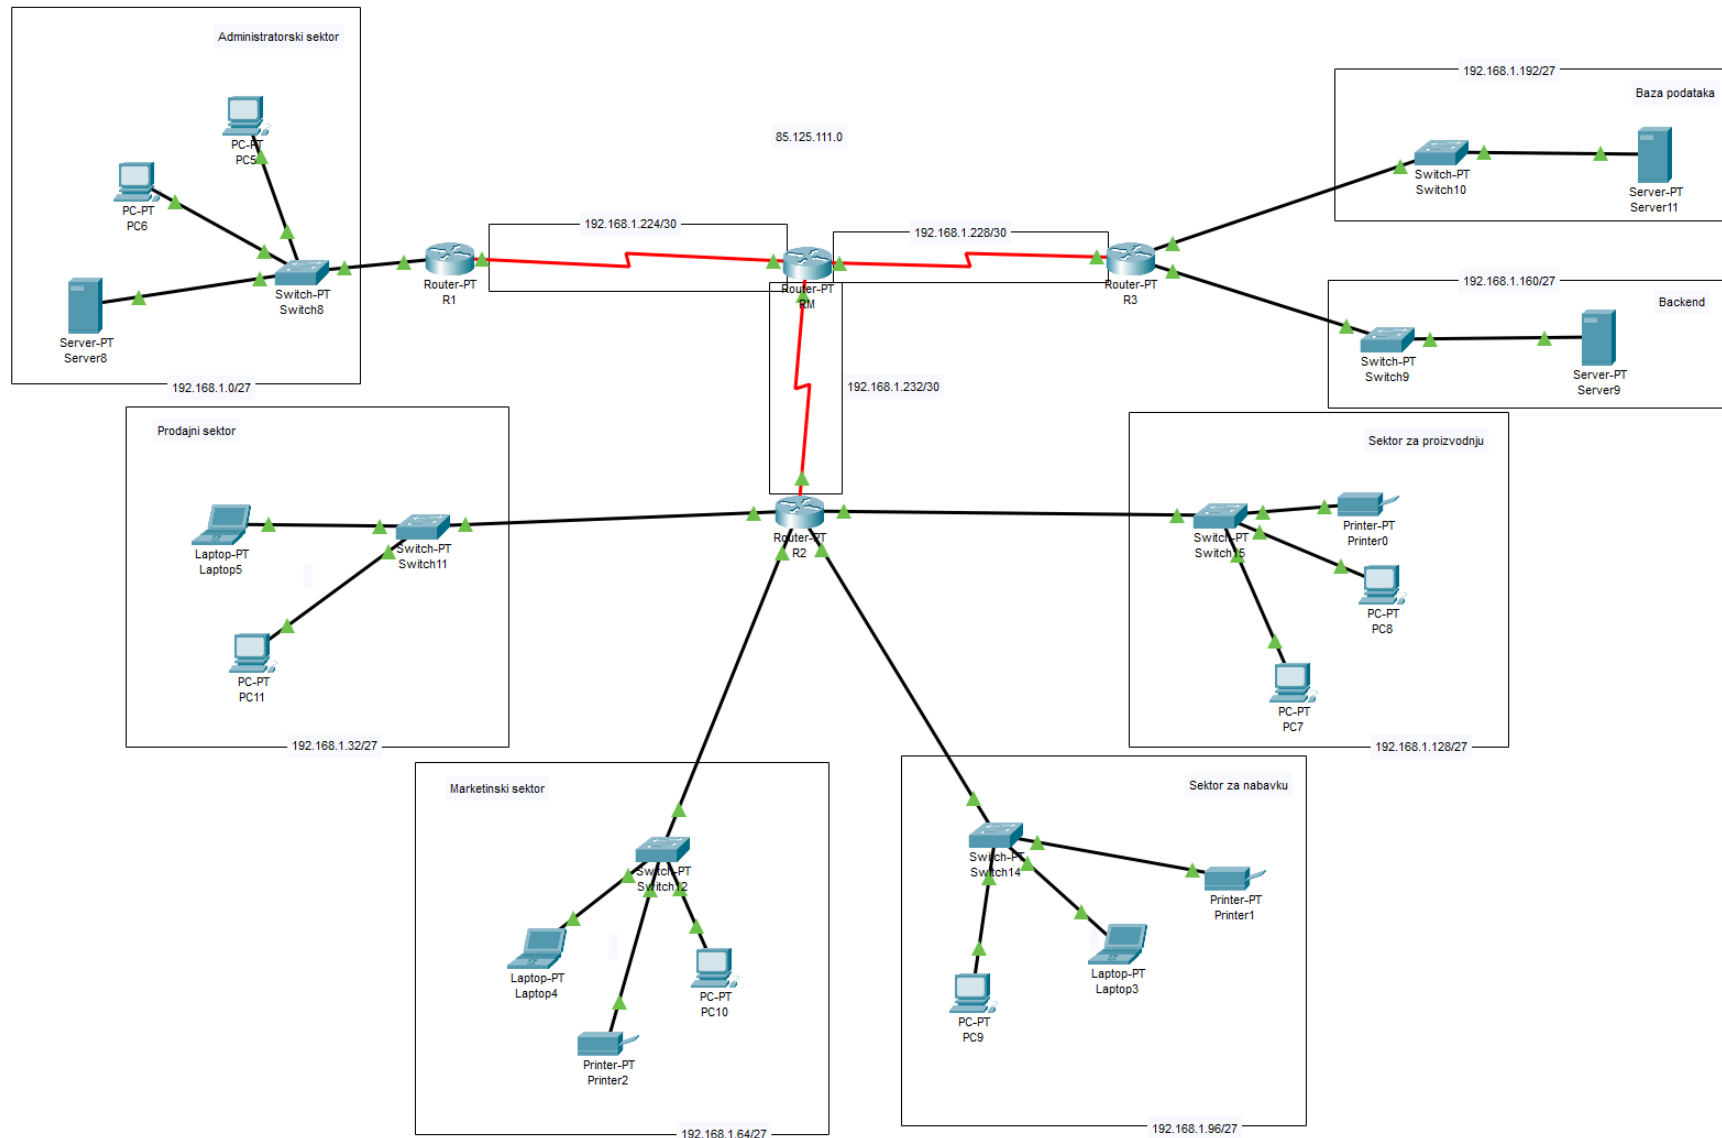 Administratorski sektor
PC-PT
PC5
PC-PT
PC6
Server-PT
Server8
Switch-PT
Switch8
192.168.1.0/27
Router-PT
R1
192.168.1.224/30
85.125.111.0
Router-PT
RM
192.168.1.228/30
Router-PT
R3
192.168.1.232/30
192.168.1.192/27
Baza podataka
Switch-PT
Switch10
Server-PT
Server11
192.168.1.160/27
Backend
Switch-PT
Switch9
Server-PT
Server9
Prodajni sektor
Laptop-PT
Laptop5
Switch-PT
Switch11
PC-PT
PC11
192.168.1.32/27
Router-PT
R2
Sektor za proizvodnju
Switch-PT
Switch15
Printer-PT
Printer0
PC-PT
PC8
PC-PT
PC7
192.168.1.128/27
Marketinski sektor
Switch-PT
Switch12
Laptop-PT
Laptop4
PC-PT
PC10
Printer-PT
Printer2
192.168.1.64/27
Sektor za nabavku
Switch-PT
Switch14
Printer-PT
Printer1
Laptop-PT
Laptop3
PC-PT
PC9
192.168.1.96/27